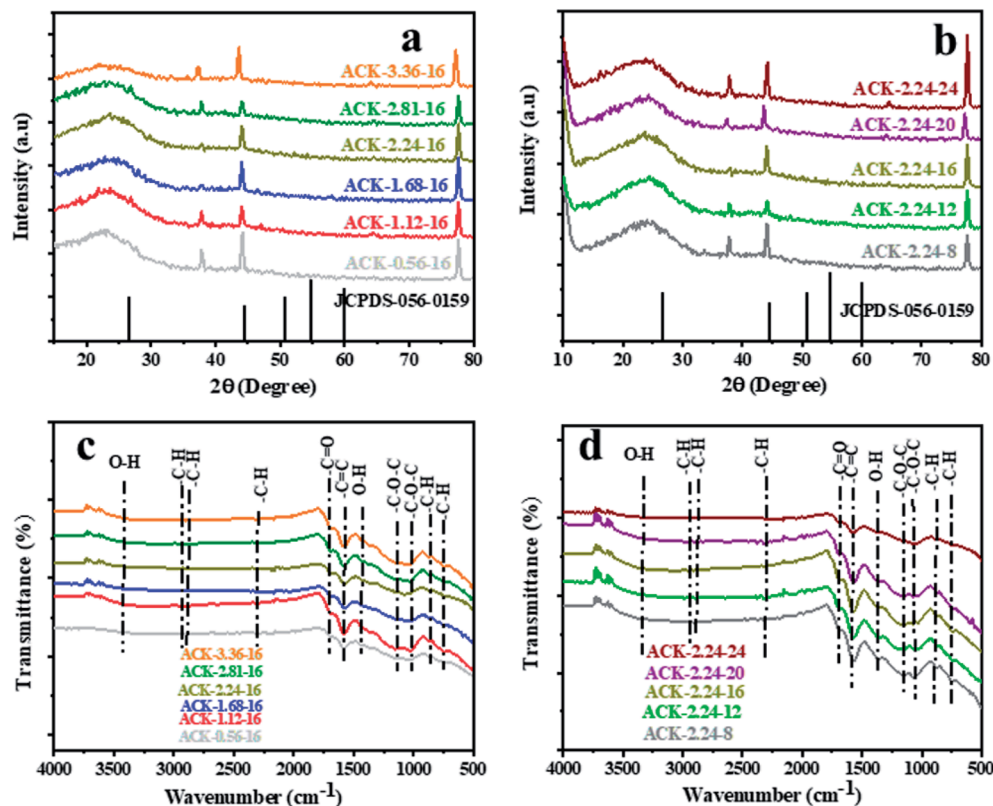 a
ACK-3.36-16
ACK-2.81-16
ACK-2.24-16
ACK-1.68-16
ACK-1.12-16
ACK-0.56-16
JCPDS-056-0159
Intensity (a.u)
20 30 40 50 60 70 80
2θ (Degree)
b
ACK-2.24-24
ACK-2.24-20
ACK-2.24-16
ACK-2.24-12
ACK-2.24-8
JCPDS-056-0159
Intensity (a.u)
10 20 30 40 50 60 70 80
2θ (Degree)
c
O-H
-C-H
-C-H
-C-H
-C=O
-C=C
O-H
-C-O-C
-C-O-C
-C-H
-C-H
ACK-3.36-16
ACK-2.81-16
ACK-2.24-16
ACK-1.68-16
ACK-1.12-16
ACK-0.56-16
Transmittance (%)
4000 3500 3000 2500 2000 1500 1000 500
Wavenumber (cm-1)
d
O-H
-C-H
-C-H
-C-H
-C=O
-C=C
O-H
-C-O-C
-C-O-C
-C-H
-C-H
ACK-2.24-24
ACK-2.24-20
ACK-2.24-16
ACK-2.24-12
ACK-2.24-8
Transmittance (%)
4000 3500 3000 2500 2000 1500 1000 500
Wavenumber (cm-1)